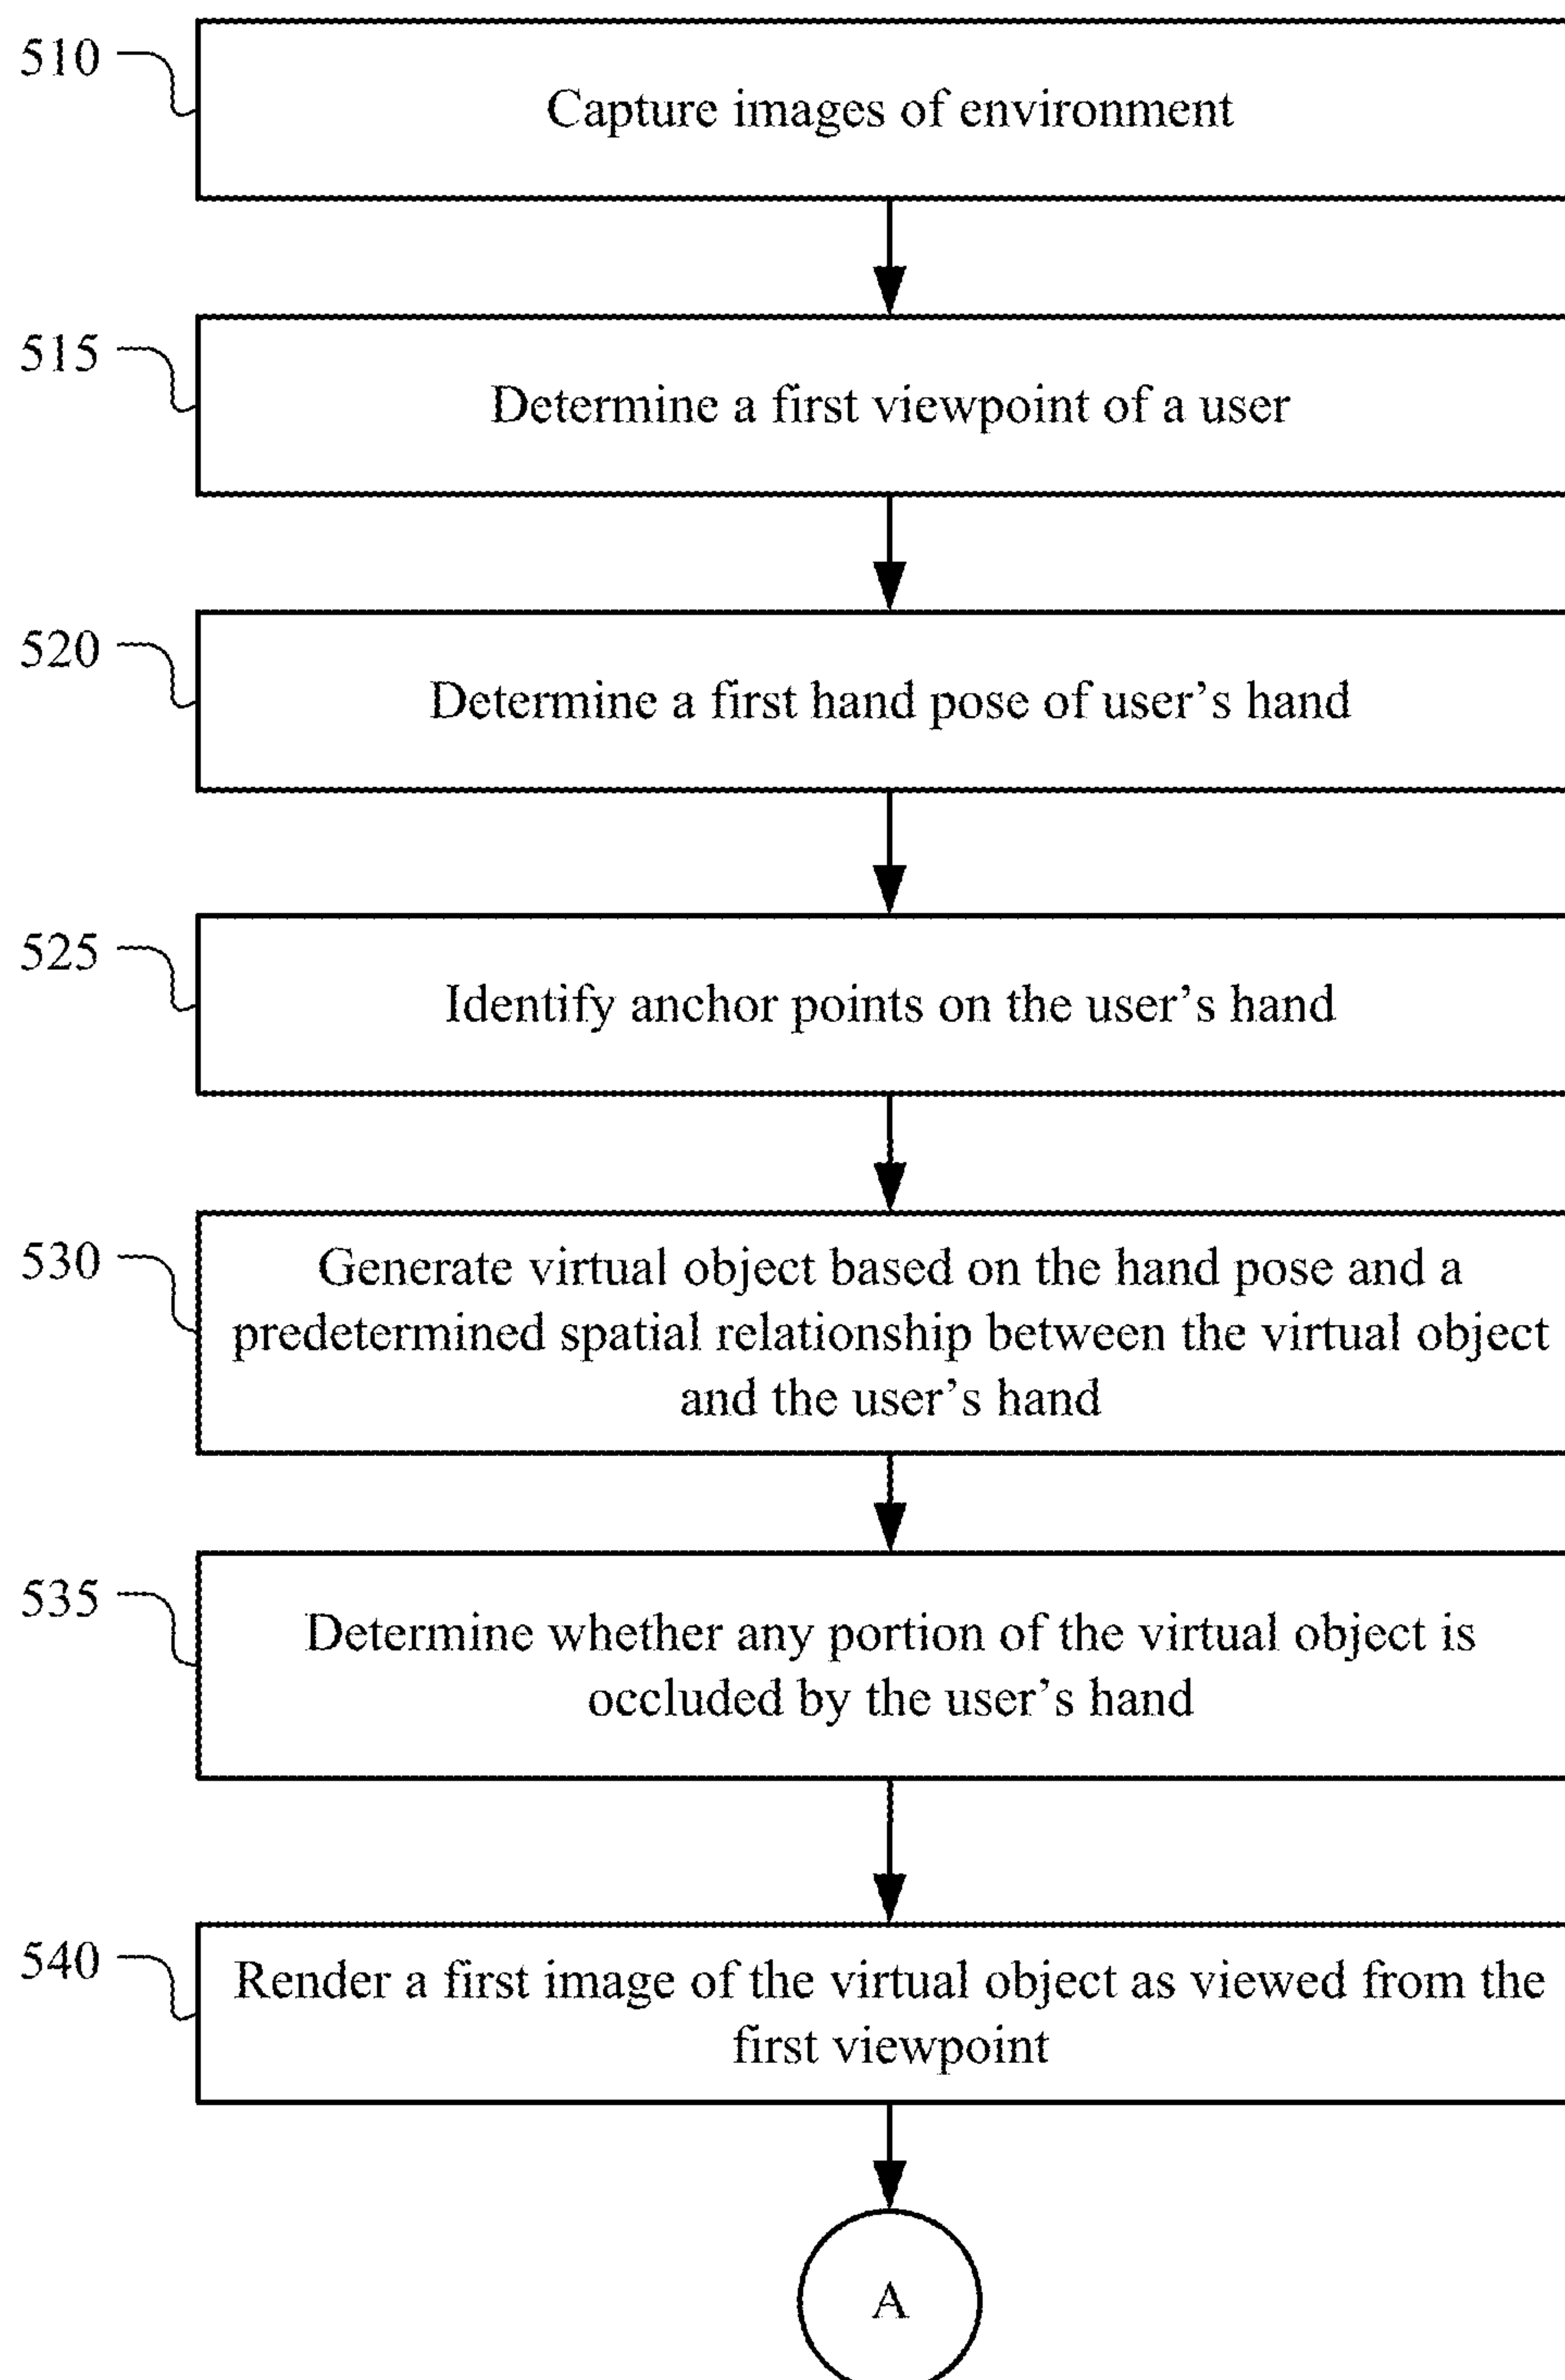 510
Capture images of environment
515
Determine a first viewpoint of a user
520
Determine a first hand pose of user’s hand
525
Identify anchor points on the user’s hand
530
Generate virtual object based on the hand pose and a
predetermined spatial relationship between the virtual object
and the user’s hand
535
Determine whether any portion of the virtual object is
occluded by the user’s hand
540
Render a first image of the virtual object as viewed from the
first viewpoint
A